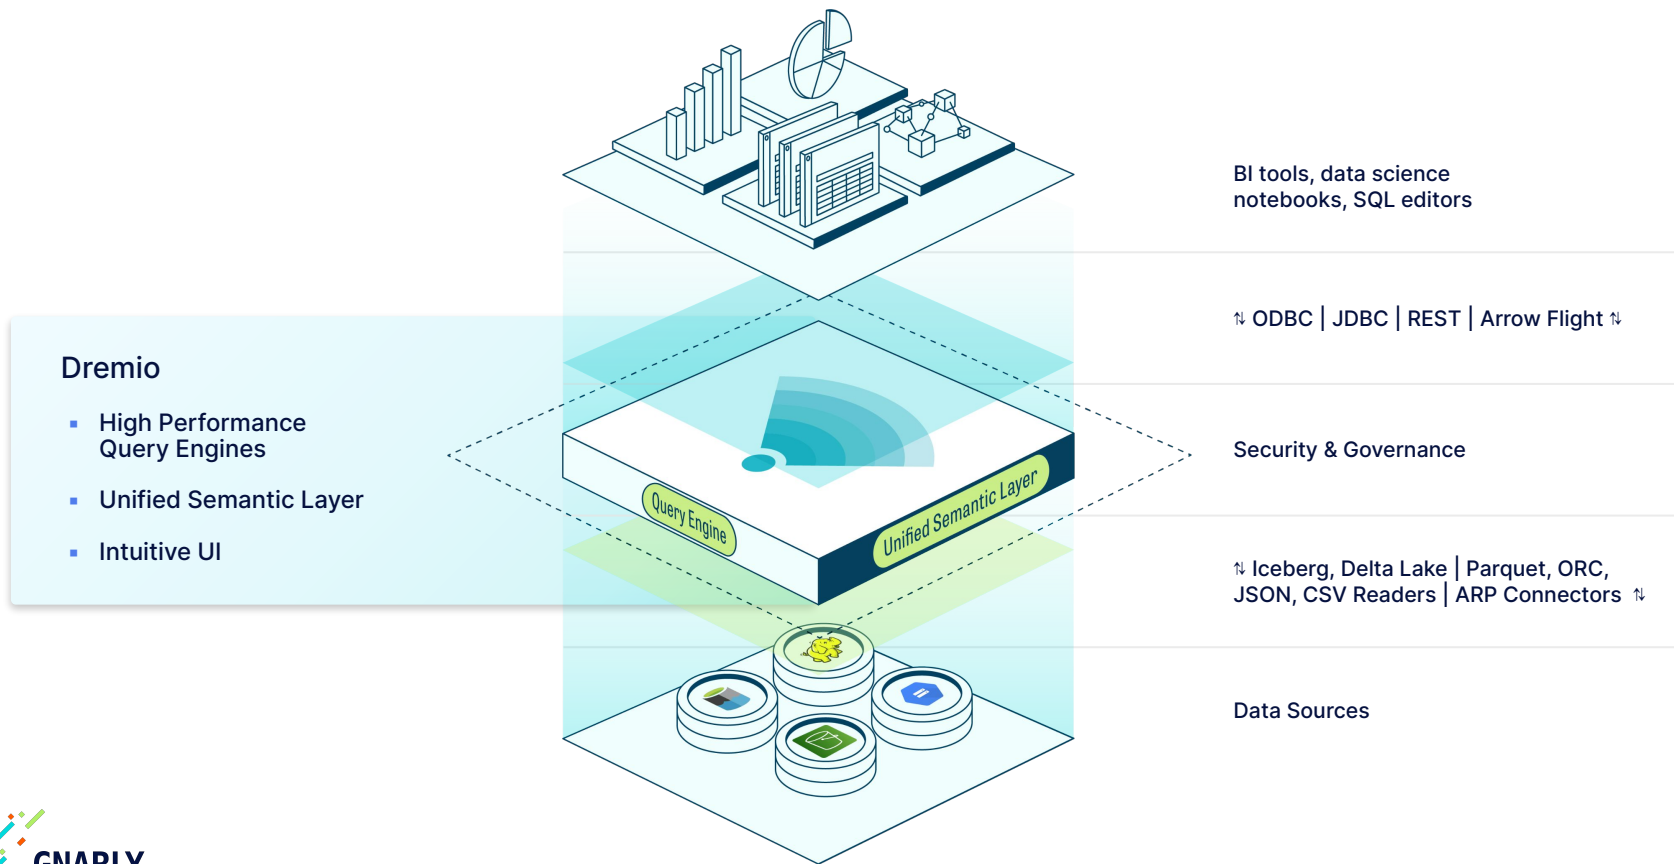 BI tools, data science
notebooks, SQL editors
⇅ ODBC | JDBC | REST | Arrow Flight ⇅
Dremio
▪ High Performance
Query Engines
▪ Unified Semantic Layer
▪ Intuitive UI
Query Engine
Unified Semantic Layer
Security & Governance
⇅ Iceberg, Delta Lake | Parquet, ORC,
JSON, CSV Readers | ARP Connectors ⇅
Data Sources
GNARLY